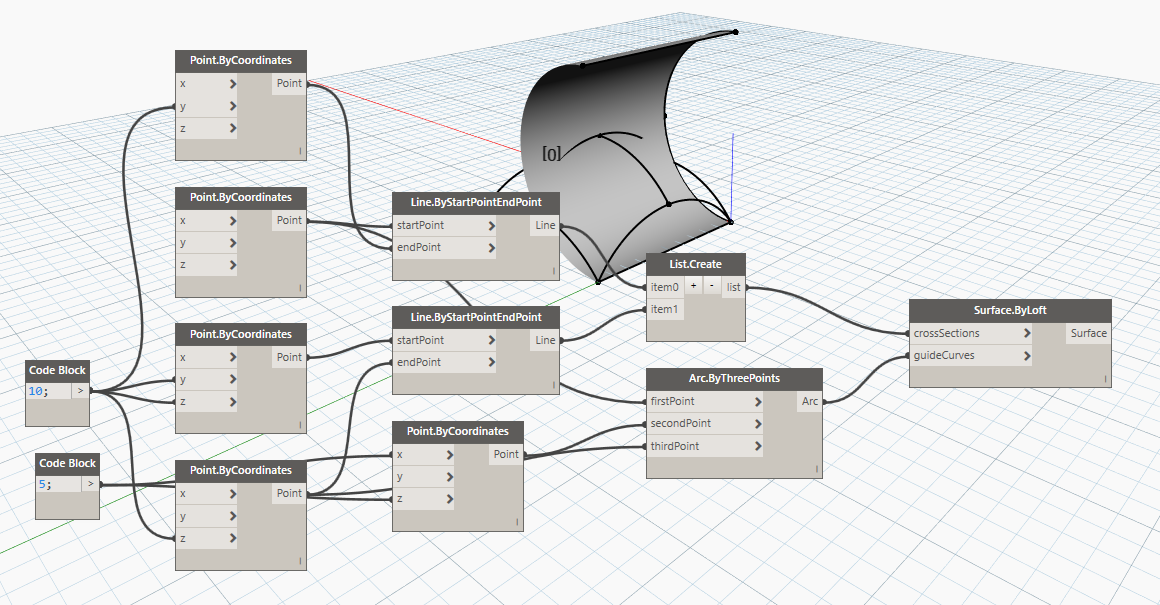 Point.ByCoordinates
x > Point
y >
z >
l
Point.ByCoordinates
x > Point
y >
z >
l
Point.ByCoordinates
x > Point
y >
z >
l
Point.ByCoordinates
x > Point
y >
z >
l
Code Block
10; >
Code Block
5; >
Line.ByStartPointEndPoint
startPoint > Line
endPoint >
l
Line.ByStartPointEndPoint
startPoint > Line
endPoint >
l
Point.ByCoordinates
x > Point
y >
z >
l
[0]
List.Create
item0 + - list
item1
Arc.ByThreePoints
firstPoint > Arc
secondPoint >
thirdPoint >
l
Surface.ByLoft
crossSections > Surface
guideCurves >
l